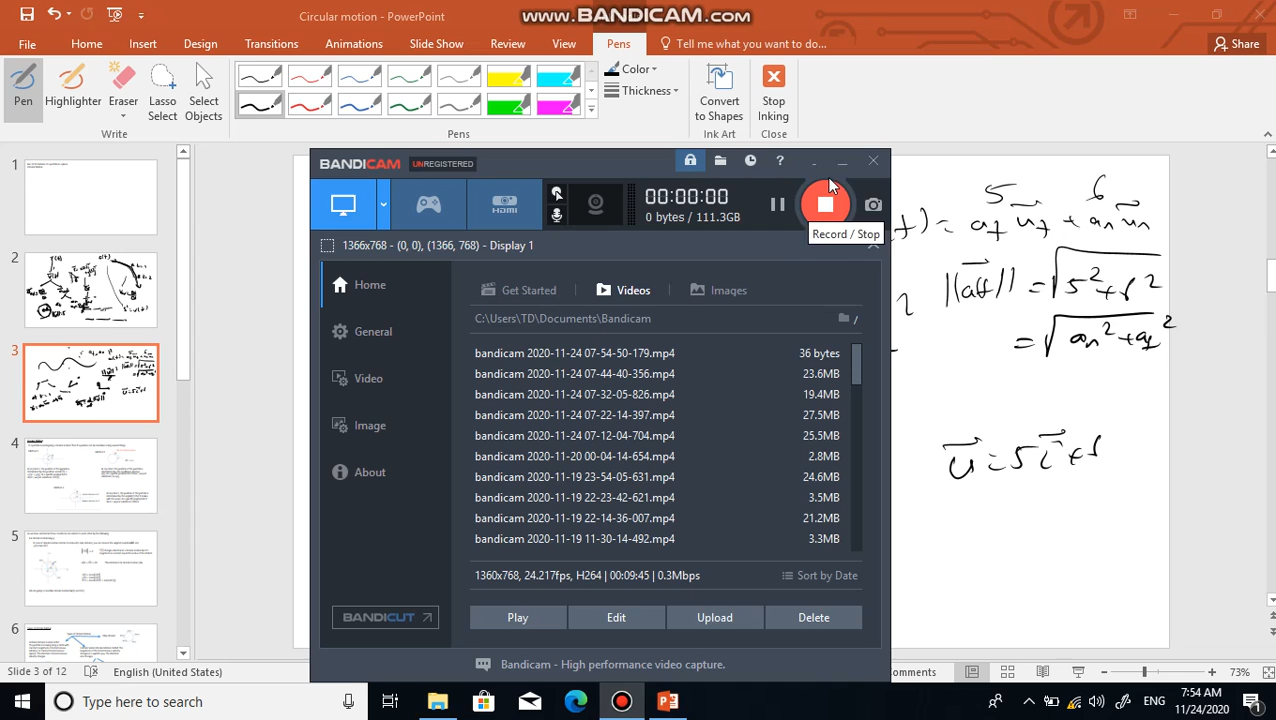 Circular motion - PowerPoint
www.BANDICAM.com
File Home Insert Design Transitions Animations Slide Show Review View Pens Tell me what you want to do... Share
Pen Highlighter Eraser Lasso Select Select Objects
Color
Thickness
Convert to Shapes
Stop Inking
Write Pens Ink Art Close
BANDICAM UNREGISTERED
HDMI
00:00:00
0 bytes / 111.3GB
Record / Stop
1366x768 - (0, 0), (1366, 768) - Display 1
Home
General
Video
Image
About
Get Started Videos Images
C:\Users\TD\Documents\Bandicam
bandicam 2020-11-24 07-54-50-179.mp4 36 bytes
bandicam 2020-11-24 07-44-40-356.mp4 23.6MB
bandicam 2020-11-24 07-32-05-826.mp4 19.4MB
bandicam 2020-11-24 07-22-14-397.mp4 27.5MB
bandicam 2020-11-24 07-12-04-704.mp4 25.5MB
bandicam 2020-11-20 00-04-14-654.mp4 2.8MB
bandicam 2020-11-19 23-54-05-631.mp4 24.6MB
bandicam 2020-11-19 22-23-42-621.mp4 3.5MB
bandicam 2020-11-19 22-14-36-007.mp4 21.2MB
bandicam 2020-11-19 11-30-14-492.mp4 3.3MB
1360x768, 24.217fps, H264 | 00:09:45 | 0.3Mbps
Sort by Date
BANDICUT
Play Edit Upload Delete
Bandicam - High performance video capture.
1
2
3
4
5
6
5 6
Slide 3 of 12 English (United States) omments 73%
Type here to search
ENG
7:54 AM
11/24/2020
1